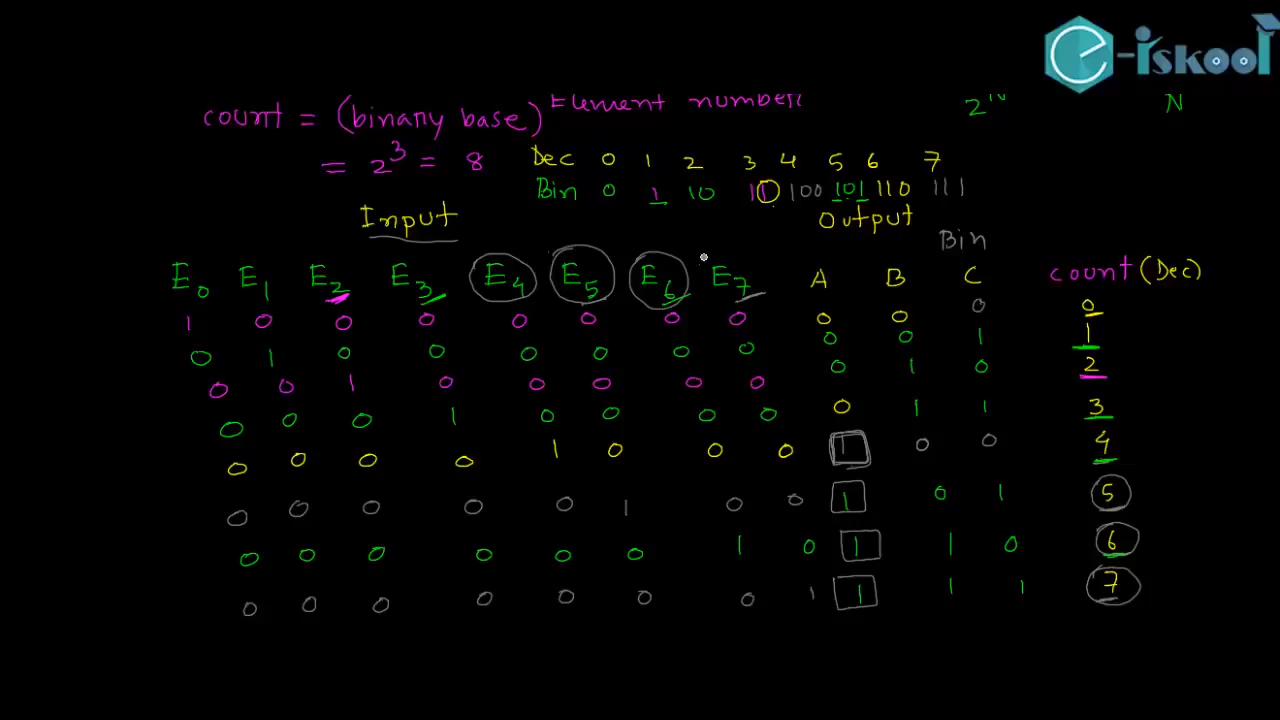 e-iskool
count = (binary base)^Element number 2^N N
= 2^3 = 8 Dec 0 1 2 3 4 5 6 7
Bin 0 1 10 11 100 101 110 111
Input Output
Bin
E0 E1 E2 E3 E4 E5 E6 E7 A B C count (Dec)
1 0 0 0 0 0 0 0 0 0 0 0
0 1 0 0 0 0 0 0 0 0 1 1
0 0 1 0 0 0 0 0 0 1 0 2
0 0 0 1 0 0 0 0 0 1 1 3
0 0 0 0 1 0 0 0 1 0 0 4
0 0 0 0 0 1 0 0 1 0 1 5
0 0 0 0 0 0 1 0 1 1 0 6
0 0 0 0 0 0 0 1 1 1 1 7